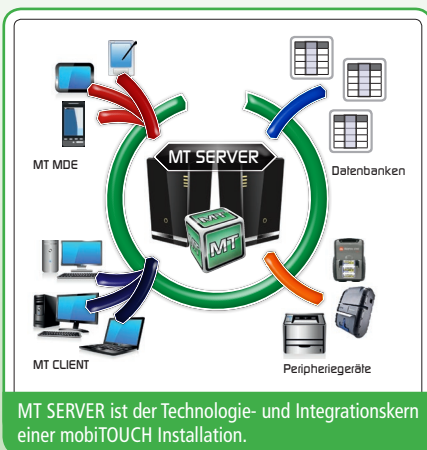 MT SERVER
MT MDE
Datenbanken
MT
MT CLIENT
Peripheriegeräte
MT SERVER ist der Technologie- und Integrationskern
einer mobiTOUCH Installation.